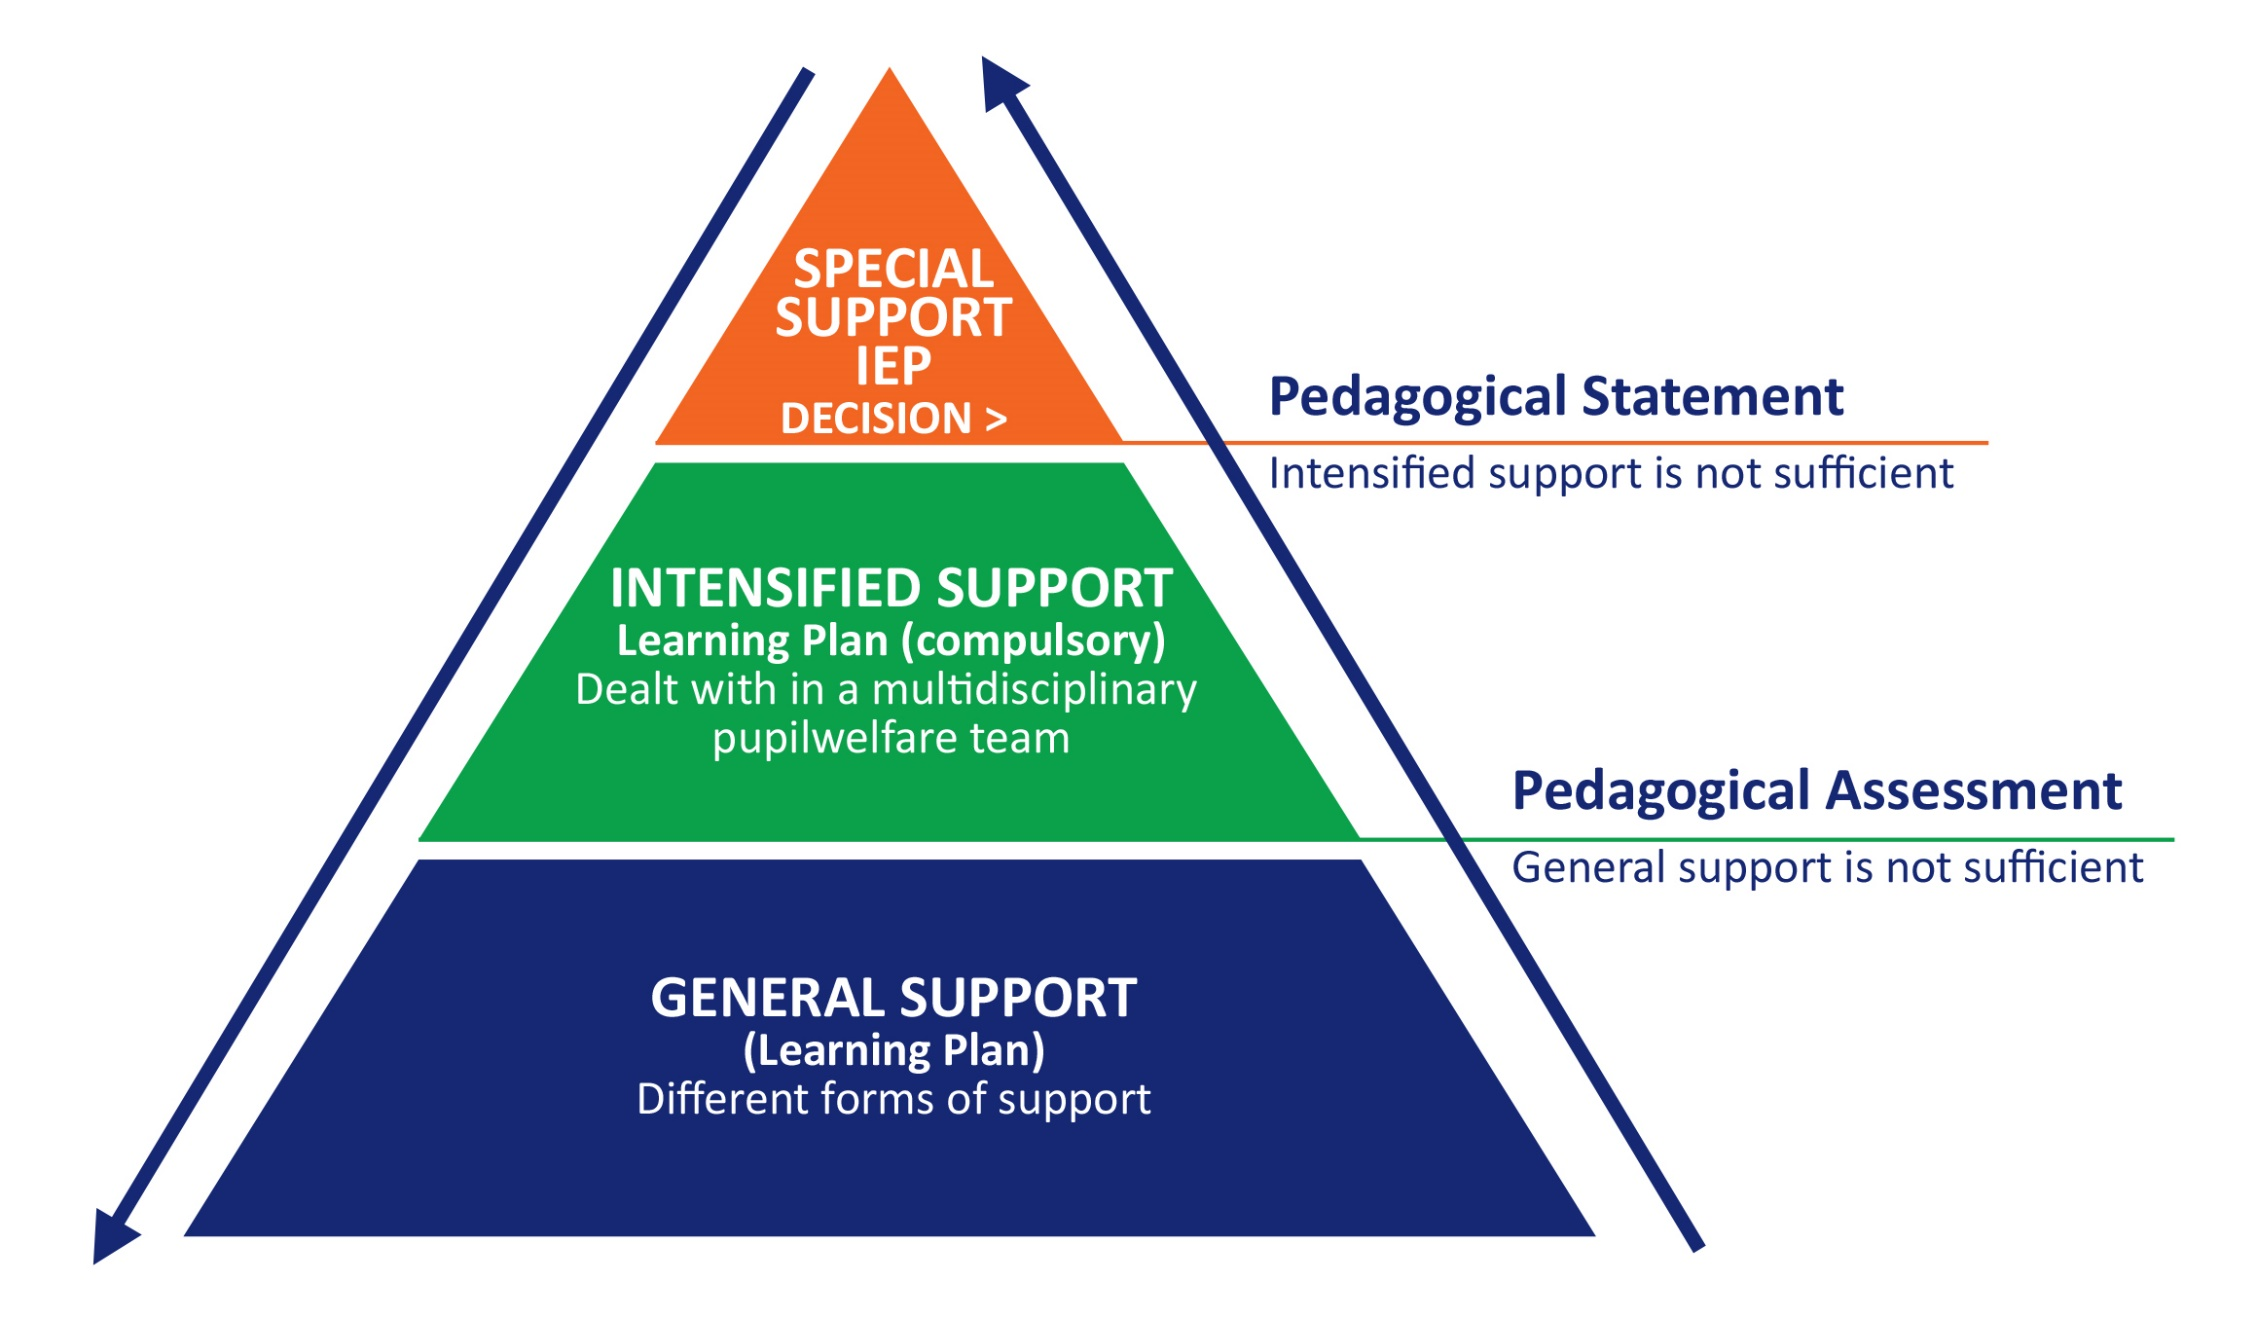 SPECIAL
SUPPORT
IEP
DECISION >
Pedagogical Statement
Intensified support is not sufficient
INTENSIFIED SUPPORT
Learning Plan (compulsory)
Dealt with in a multidisciplinary
pupilwelfare team
Pedagogical Assessment
General support is not sufficient
GENERAL SUPPORT
(Learning Plan)
Different forms of support